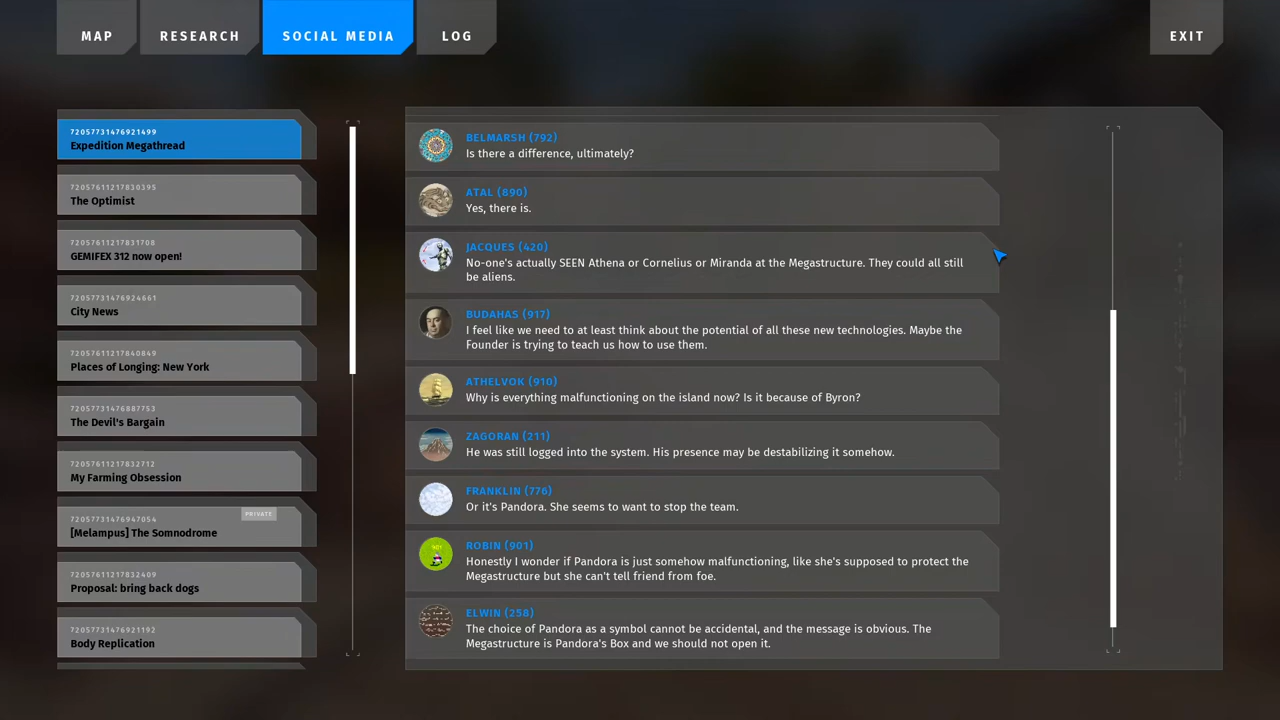 MAP
RESEARCH
SOCIAL MEDIA
LOG
EXIT
72057731476921499
Expedition Megathread
72057611217830395
The Optimist
72057611217831708
GEMIFEX 312 now open!
72057731476924661
City News
72057611217840849
Places of Longing: New York
72057731476887753
The Devil's Bargain
72057611217832712
My Farming Obsession
PRIVATE
72057731476947054
[Melampus] The Somnodrome
72057611217832409
Proposal: bring back dogs
72057731476921192
Body Replication
BELMARSH (792)
Is there a difference, ultimately?
ATAL (890)
Yes, there is.
JACQUES (420)
No-one's actually SEEN Athena or Cornelius or Miranda at the Megastructure. They could all still
be aliens.
BUDAHAS (917)
I feel like we need to at least think about the potential of all these new technologies. Maybe the
Founder is trying to teach us how to use them.
ATHELVOK (910)
Why is everything malfunctioning on the island now? Is it because of Byron?
ZAGORAN (211)
He was still logged into the system. His presence may be destabilizing it somehow.
FRANKLIN (776)
Or it's Pandora. She seems to want to stop the team.
ROBIN (901)
Honestly I wonder if Pandora is just somehow malfunctioning, like she's supposed to protect the
Megastructure but she can't tell friend from foe.
ELWIN (258)
The choice of Pandora as a symbol cannot be accidental, and the message is obvious. The
Megastructure is Pandora's Box and we should not open it.